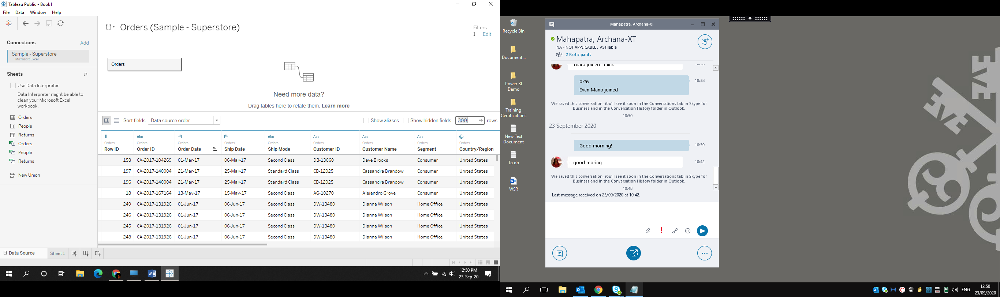 Tableau Public - Book1
File Data Window Help
Connections Add
Sample - Superstore
Microsoft Excel
Sheets
Use Data Interpreter
Data Interpreter might be able to
clean your Microsoft Excel
workbook.
Orders
People
Returns
Orders
People
Returns
New Union
Orders (Sample - Superstore)
Filters
1 Edit
Orders
Need more data?
Drag tables here to relate them. Learn more
Sort fields Data source order Show aliases Show hidden fields 300 rows
# Abc Abc Abc Abc Abc
Orders Orders Orders Orders Orders Orders Orders Orders Orders
Row ID Order ID Order Date Ship Date Ship Mode Customer ID Customer Name Segment Country/Region
158 CA-2017-104269 01-Mar-17 06-Mar-17 Second Class DB-13060 Dave Brooks Consumer United States
197 CA-2017-140004 21-Mar-17 25-Mar-17 Standard Class CB-12025 Cassandra Brandow Consumer United States
196 CA-2017-140004 21-Mar-17 25-Mar-17 Standard Class CB-12025 Cassandra Brandow Consumer United States
18 CA-2017-167164 13-May-17 15-May-17 Second Class AG-10270 Alejandro Grove Consumer United States
249 CA-2017-131926 01-Jun-17 06-Jun-17 Second Class DW-13480 Dianna Wilson Home Office United States
246 CA-2017-131926 01-Jun-17 06-Jun-17 Second Class DW-13480 Dianna Wilson Home Office United States
245 CA-2017-131926 01-Jun-17 06-Jun-17 Second Class DW-13480 Dianna Wilson Home Office United States
248 CA-2017-131926 01-Jun-17 06-Jun-17 Second Class DW-13480 Dianna Wilson Home Office United States
Data Source Sheet 1
12:50 PM
23-Sep-20
Recycle Bin
Document...
Power BI
Demo
Training
Certifications
New Text
Document
To do
WSR
Mahapatra, Archana-XT
Mahapatra, Archana-XT
NA - NOT APPLICABLE, Available
2 Participants
joined I think
okay 18:38
Even Mano joined
We saved this conversation. You'll see it soon in the Conversations tab in Skype for
Business and in the Conversation History folder in Outlook.
18:50
23 September 2020
Good morning! 10:39
good moring 10:42
We saved this conversation. You'll see it soon in the Conversations tab in Skype for
Business and in the Conversation History folder in Outlook.
10:48
Last message received on 23/09/2020 at 10:42.
EVE
EVE
ENG
12:50
23/09/2020